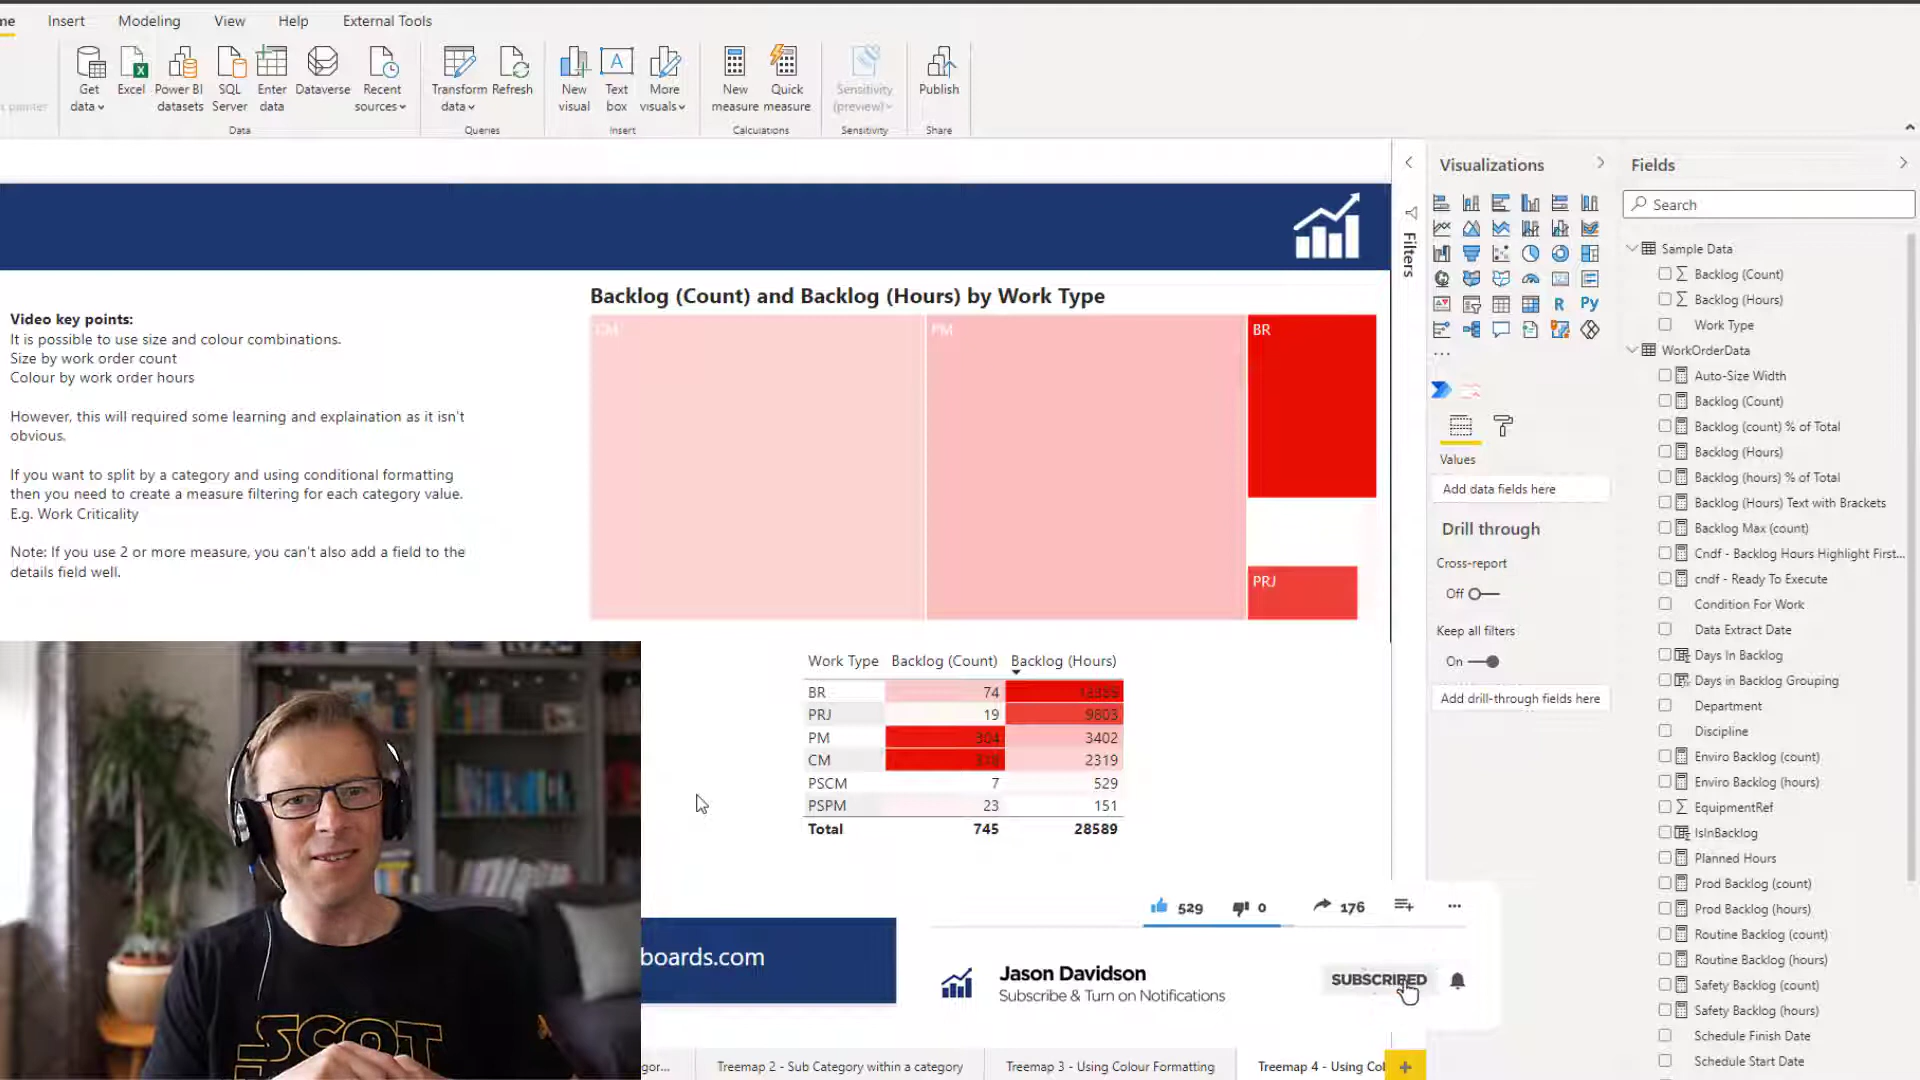 Insert
Modeling
View
Help
External Tools
Get data
Excel
Power BI datasets
SQL Server
Enter data
Dataverse
Recent sources
Transform data
Refresh
New visual
Text box
More visuals
New measure
Quick measure
Sensitivity (preview)
Publish
Data
Queries
Insert
Calculations
Sensitivity
Share
Video key points:
It is possible to use size and colour combinations.
Size by work order count
Colour by work order hours
However, this will required some learning and explaination as it isn't
obvious.
If you want to split by a category and using conditional formatting
then you need to create a measure filtering for each category value.
E.g. Work Criticality
Note: If you use 2 or more measure, you can't also add a field to the
details field well.
Backlog (Count) and Backlog (Hours) by Work Type
CM
PM
BR
PRJ
Work Type Backlog (Count) Backlog (Hours)
BR 74
PRJ 19 9803
PM 304 3402
CM 2319
PSCM 7 529
PSPM 23 151
Total 745 28589
boards.com
529 0 176
Jason Davidson
Subscribe & Turn on Notifications
SUBSCRIBED
SCOT
Treemap 2 - Sub Category within a category
Treemap 3 - Using Colour Formatting
Treemap 4 - Using Col
Filters
Visualizations
R
Py
Values
Add data fields here
Drill through
Cross-report
Off
Keep all filters
On
Add drill-through fields here
Fields
Search
Sample Data
Backlog (Count)
Backlog (Hours)
Work Type
WorkOrderData
Auto-Size Width
Backlog (Count)
Backlog (count) % of Total
Backlog (Hours)
Backlog (hours) % of Total
Backlog (Hours) Text with Brackets
Backlog Max (count)
Cndf - Backlog Hours Highlight First...
cndf - Ready To Execute
Condition For Work
Data Extract Date
Days In Backlog
Days in Backlog Grouping
Department
Discipline
Enviro Backlog (count)
Enviro Backlog (hours)
EquipmentRef
IsInBacklog
Planned Hours
Prod Backlog (count)
Prod Backlog (hours)
Routine Backlog (count)
Routine Backlog (hours)
Safety Backlog (count)
Safety Backlog (hours)
Schedule Finish Date
Schedule Start Date